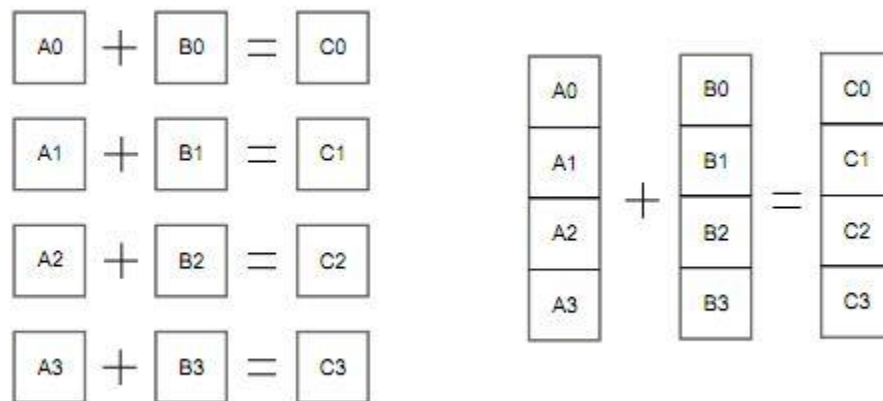 A0 + B0 = C0
A1 + B1 = C1
A2 + B2 = C2
A3 + B3 = C3
A0 B0 C0
A1 B1 C1
+ =
A2 B2 C2
A3 B3 C3